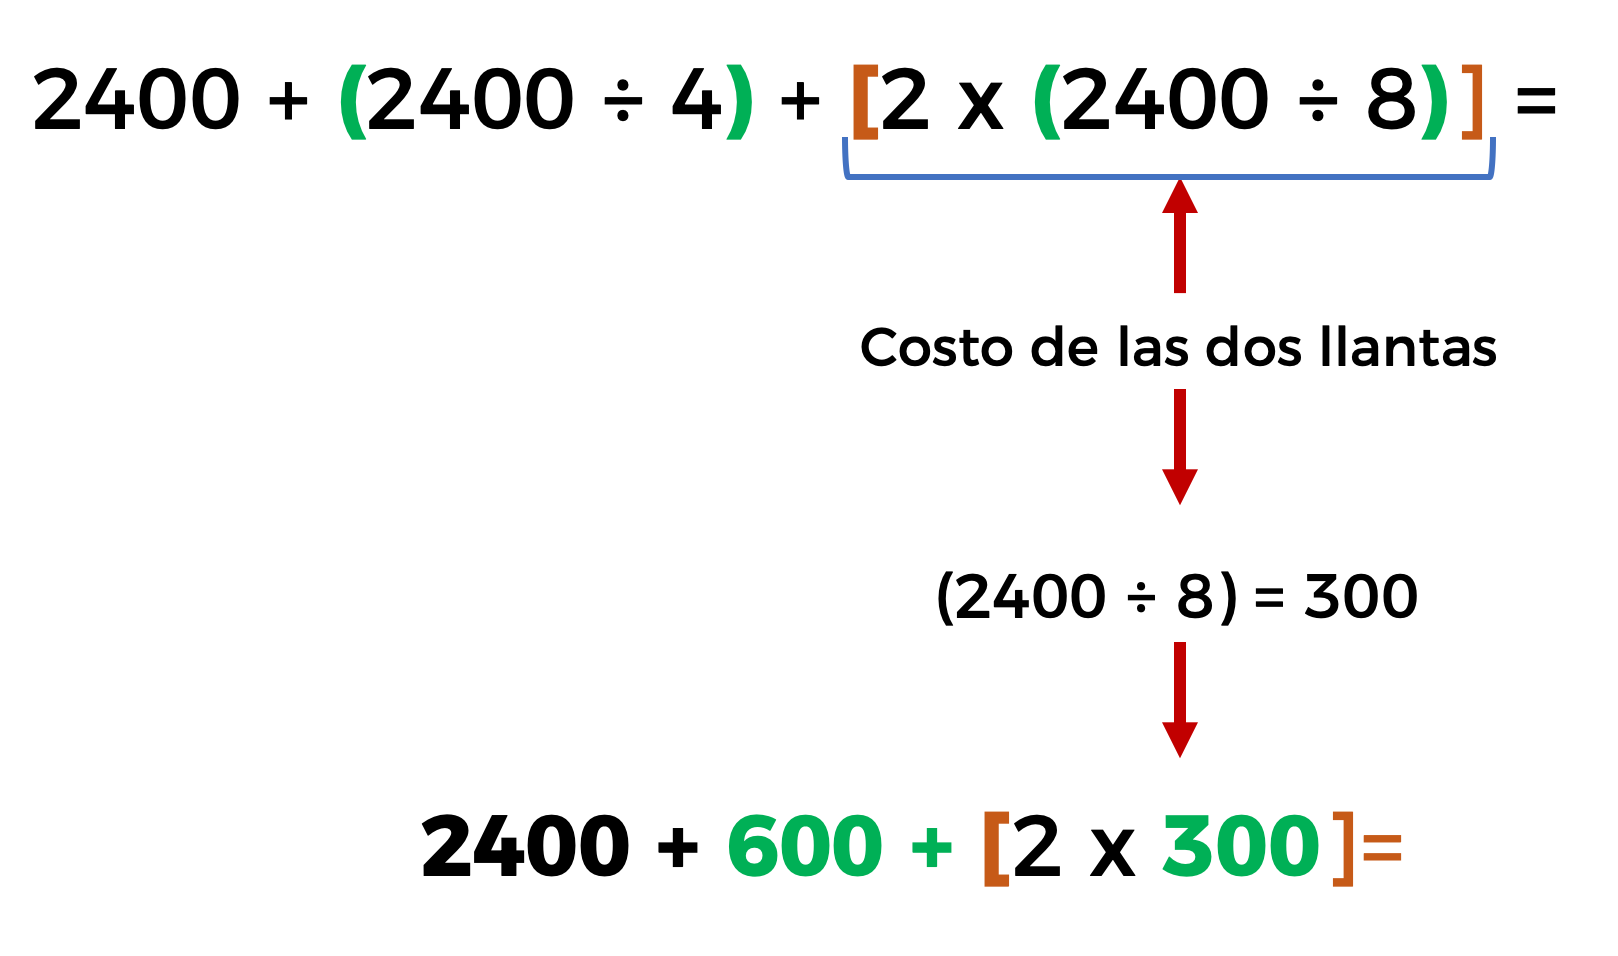 2400 + (2400 ÷ 4) + [2 x (2400 ÷ 8)] =
Costo de las dos llantas
(2400 ÷ 8) = 300
2400 + 600 + [2 x 300]=